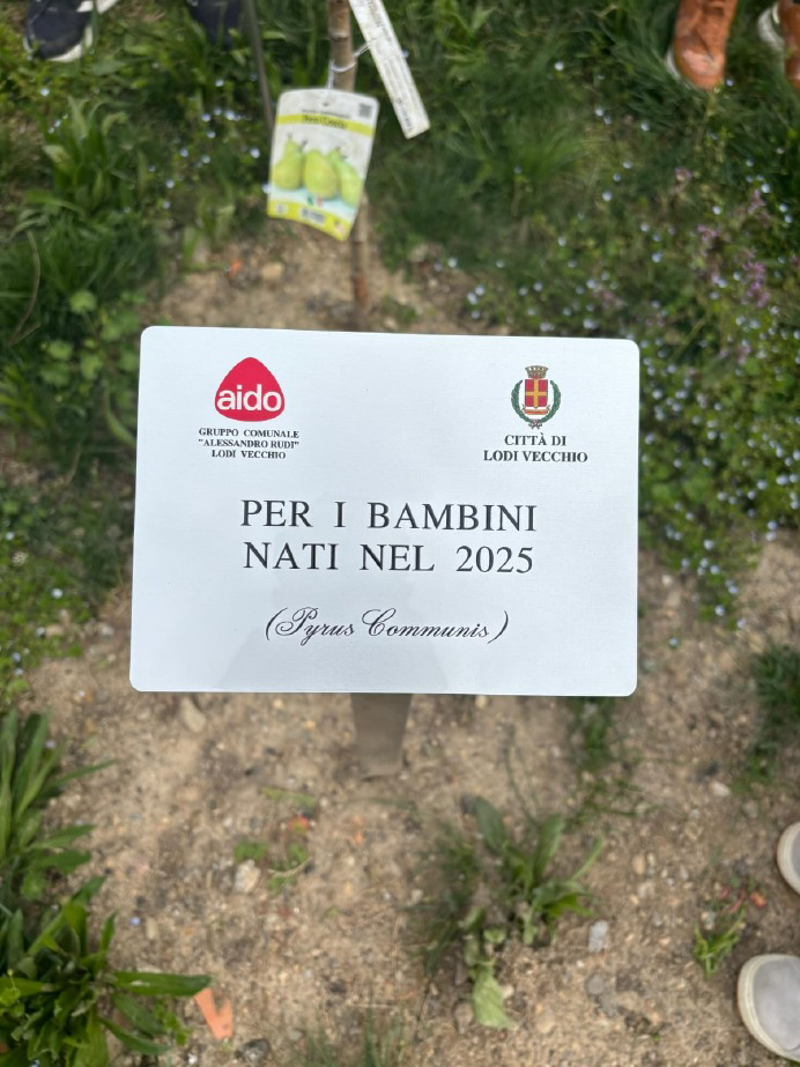 aido
GRUPPO COMUNALE
"ALESSANDRO RUDI"
LODI VECCHIO
CITTÀ DI
LODI VECCHIO
PER I BAMBINI
NATI NEL 2025
(Pyrus Communis)